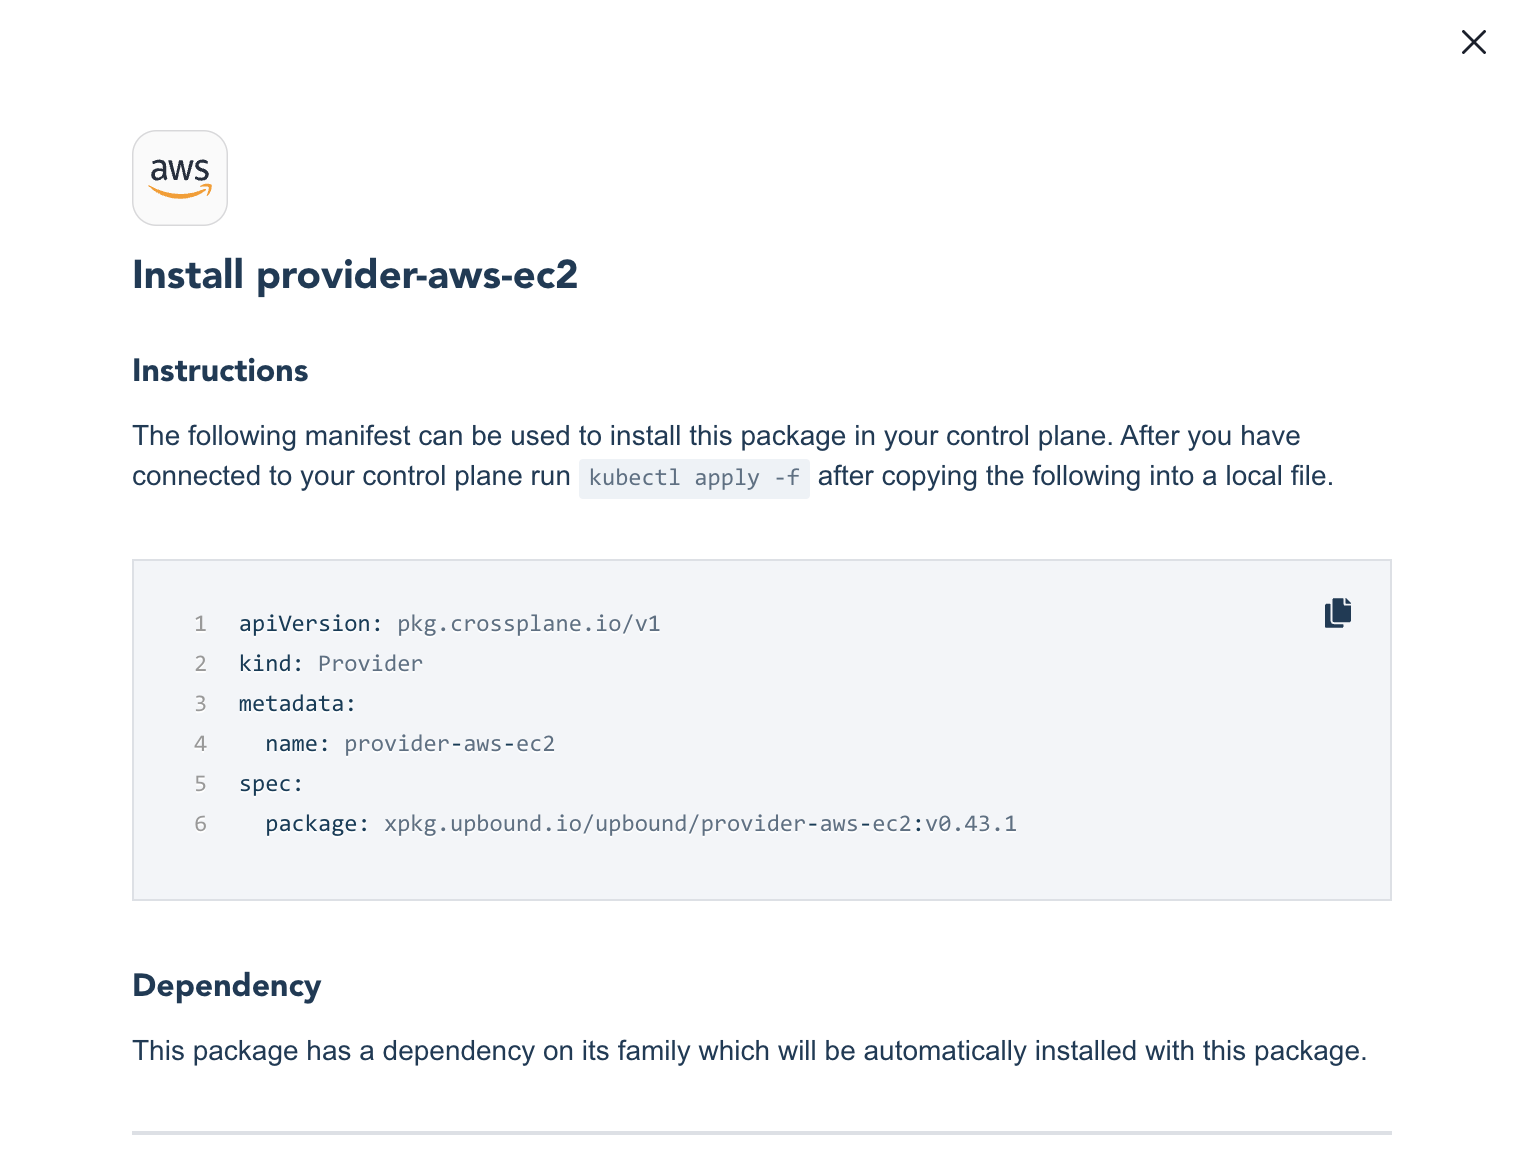 aws
Install provider-aws-ec2
Instructions
The following manifest can be used to install this package in your control plane. After you have
connected to your control plane run kubectl apply -f after copying the following into a local file.
1 apiVersion: pkg.crossplane.io/v1
2 kind: Provider
3 metadata:
4   name: provider-aws-ec2
5 spec:
6   package: xpkg.upbound.io/upbound/provider-aws-ec2:v0.43.1
Dependency
This package has a dependency on its family which will be automatically installed with this package.